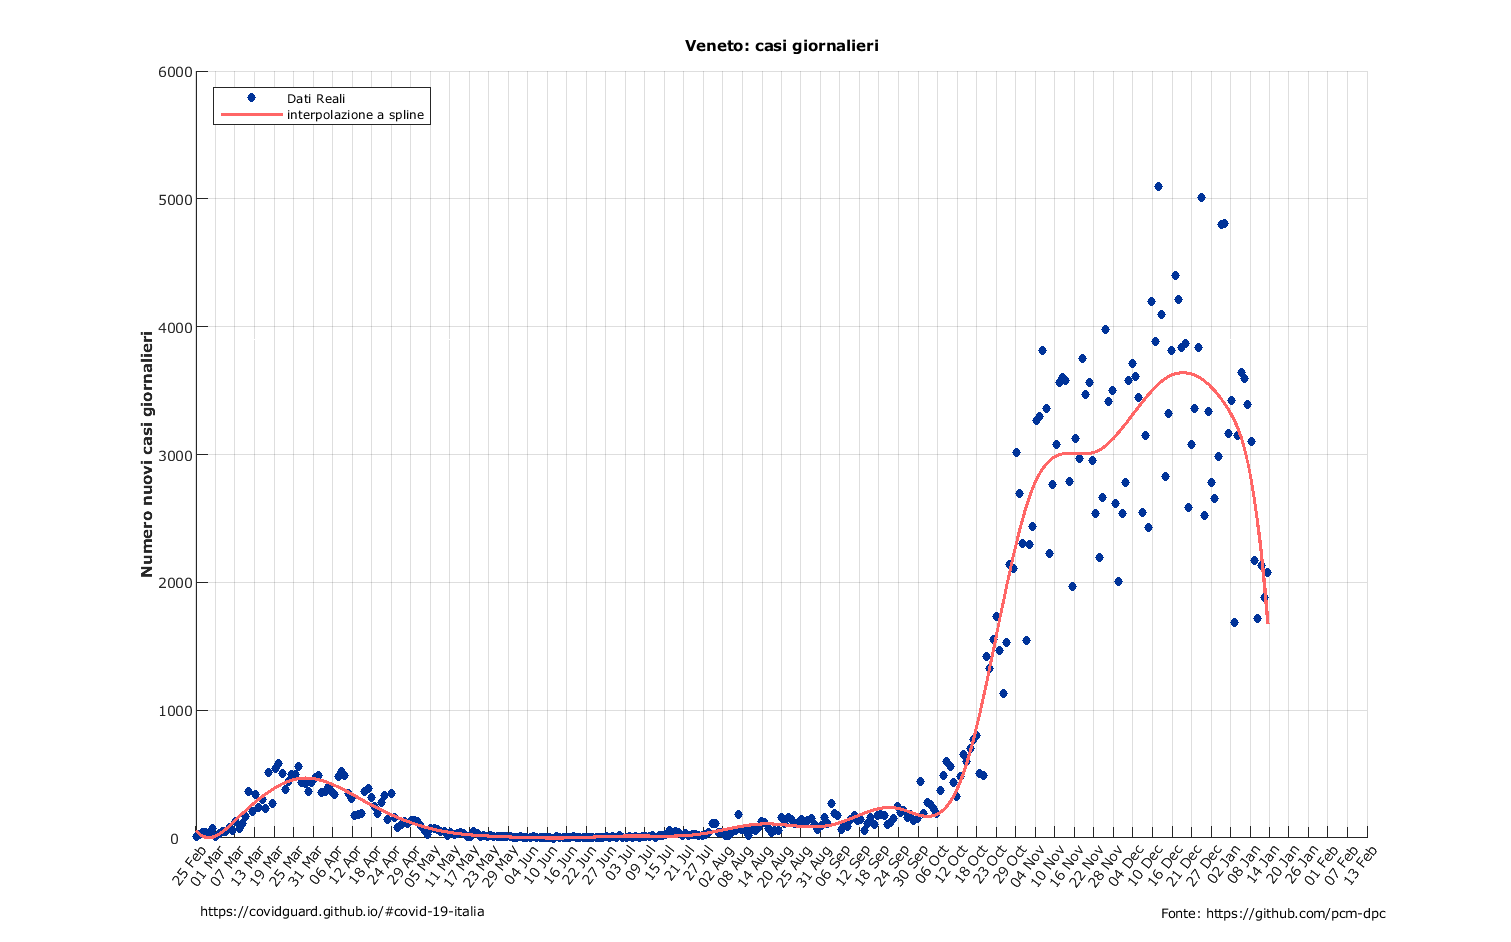 Veneto: casi giornalieri
Dati Reali
interpolazione a spline
Numero nuovi casi giornalieri
6000
5000
4000
3000
2000
1000
0
25 Feb
01 Mar
07 Mar
13 Mar
19 Mar
25 Mar
31 Mar
06 Apr
12 Apr
18 Apr
24 Apr
29 Apr
05 May
11 May
17 May
23 May
29 May
04 Jun
10 Jun
16 Jun
22 Jun
27 Jun
03 Jul
09 Jul
15 Jul
21 Jul
27 Jul
02 Aug
08 Aug
14 Aug
20 Aug
25 Aug
31 Aug
06 Sep
12 Sep
18 Sep
24 Sep
30 Sep
06 Oct
12 Oct
18 Oct
23 Oct
29 Oct
04 Nov
10 Nov
16 Nov
22 Nov
28 Nov
04 Dec
10 Dec
16 Dec
21 Dec
27 Dec
02 Jan
08 Jan
14 Jan
20 Jan
26 Jan
01 Feb
07 Feb
13 Feb
https://covidguard.github.io/#covid-19-italia
Fonte: https://github.com/pcm-dpc